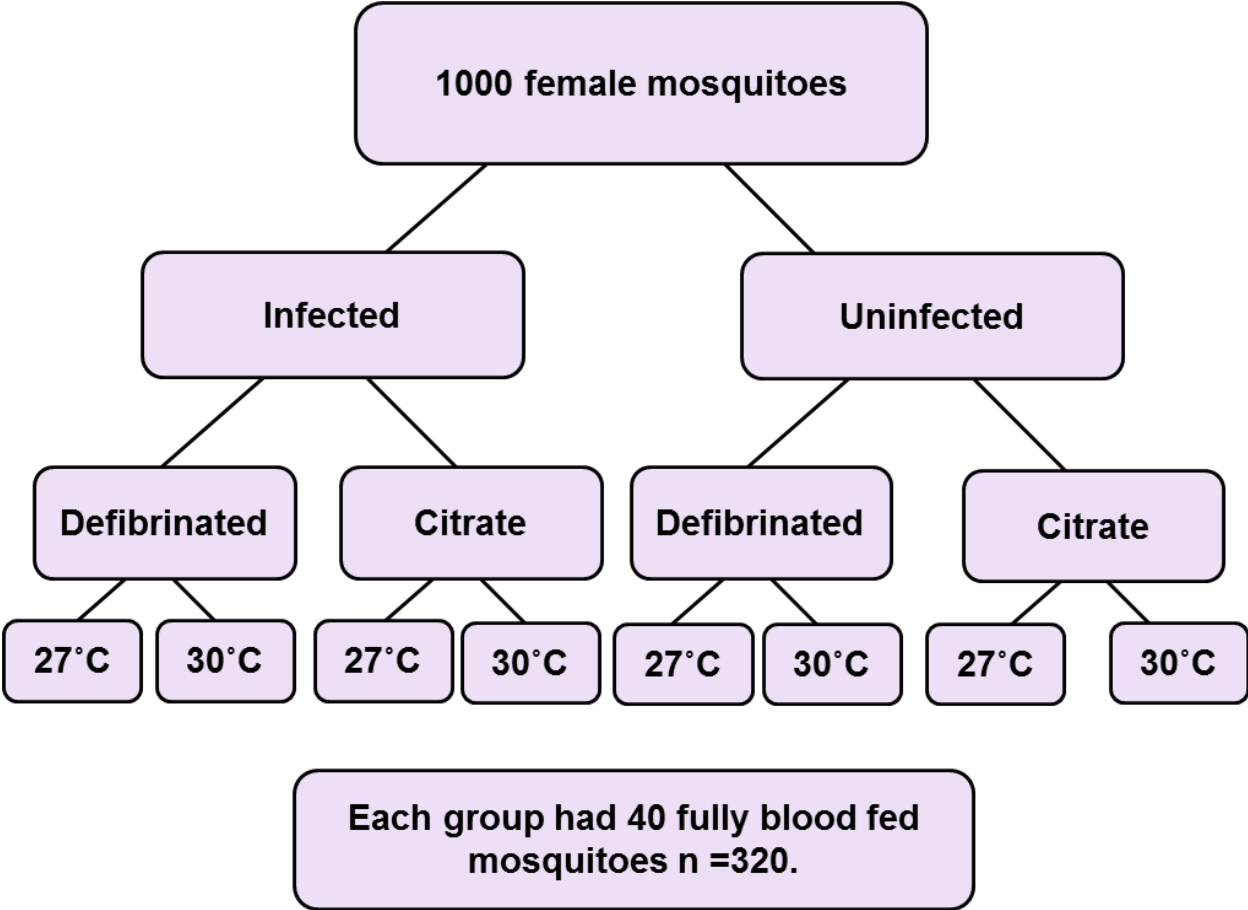 1000 female mosquitoes
Infected
Uninfected
Defibrinated
Citrate
Defibrinated
Citrate
27˚C
30˚C
27˚C
30˚C
27˚C
30˚C
27˚C
30˚C
Each group had 40 fully blood fed
mosquitoes n =320.